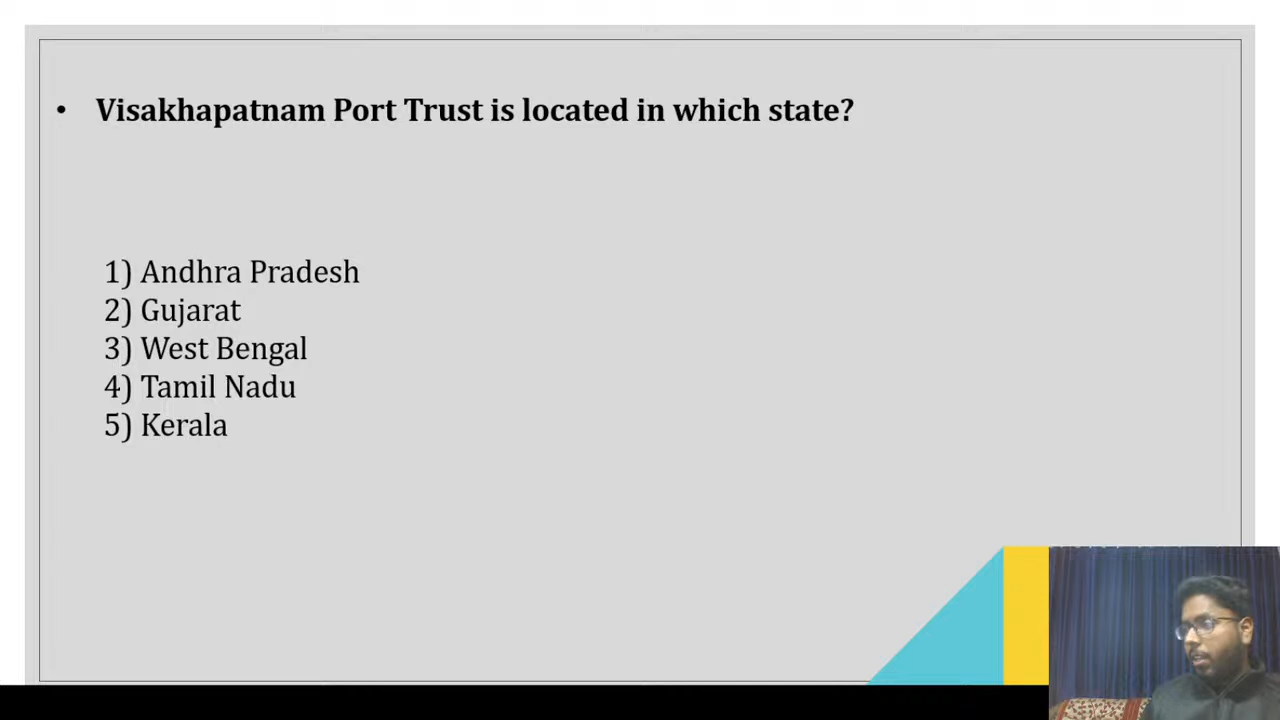 • Visakhapatnam Port Trust is located in which state?
1) Andhra Pradesh
2) Gujarat
3) West Bengal
4) Tamil Nadu
5) Kerala